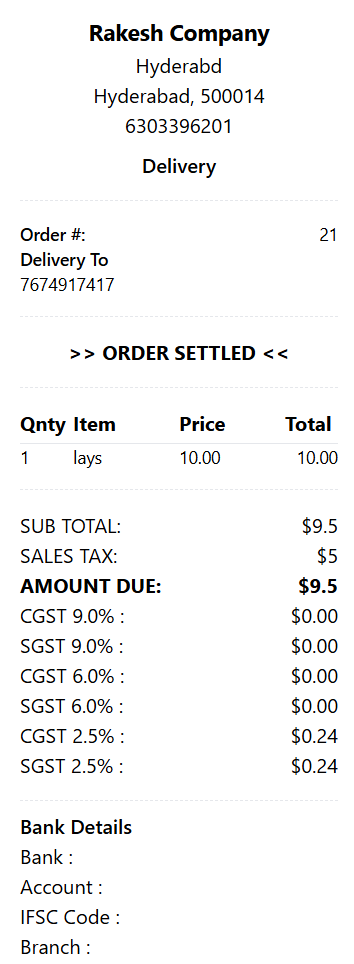 Rakesh Company
Hyderabd
Hyderabad, 500014
6303396201
Delivery
Order #: 21
Delivery To
7674917417
>> ORDER SETTLED <<
Qnty Item Price Total
1 lays 10.00 10.00
SUB TOTAL: $9.5
SALES TAX: $5
AMOUNT DUE: $9.5
CGST 9.0% : $0.00
SGST 9.0% : $0.00
CGST 6.0% : $0.00
SGST 6.0% : $0.00
CGST 2.5% : $0.24
SGST 2.5% : $0.24
Bank Details
Bank :
Account :
IFSC Code :
Branch :